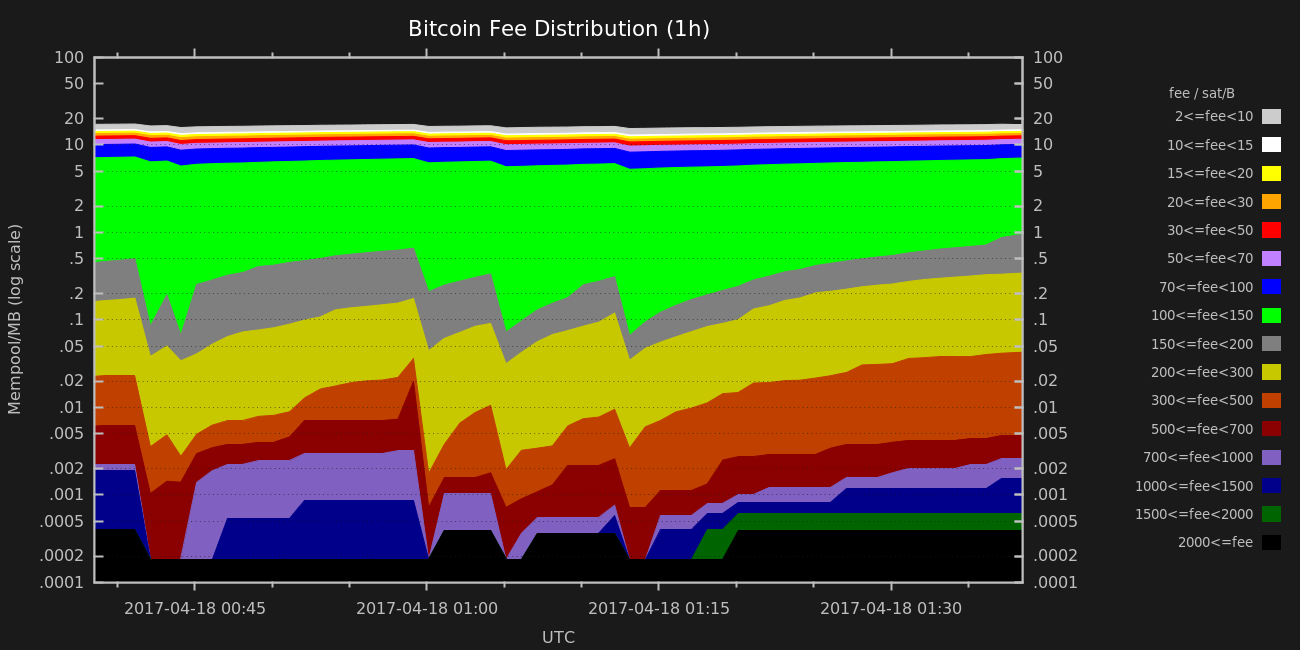 Bitcoin Fee Distribution (1h)
100 100
50 50
20 20
10 10
5 5
2 2
1 1
.5 .5
.2 .2
.1 .1
.05 .05
.02 .02
.01 .01
.005 .005
.002 .002
.001 .001
.0005 .0005
.0002 .0002
.0001 .0001
Mempool/MB (log scale)
2017-04-18 00:45 2017-04-18 01:00 2017-04-18 01:15 2017-04-18 01:30
UTC
fee / sat/B
2<=fee<10
10<=fee<15
15<=fee<20
20<=fee<30
30<=fee<50
50<=fee<70
70<=fee<100
100<=fee<150
150<=fee<200
200<=fee<300
300<=fee<500
500<=fee<700
700<=fee<1000
1000<=fee<1500
1500<=fee<2000
2000<=fee